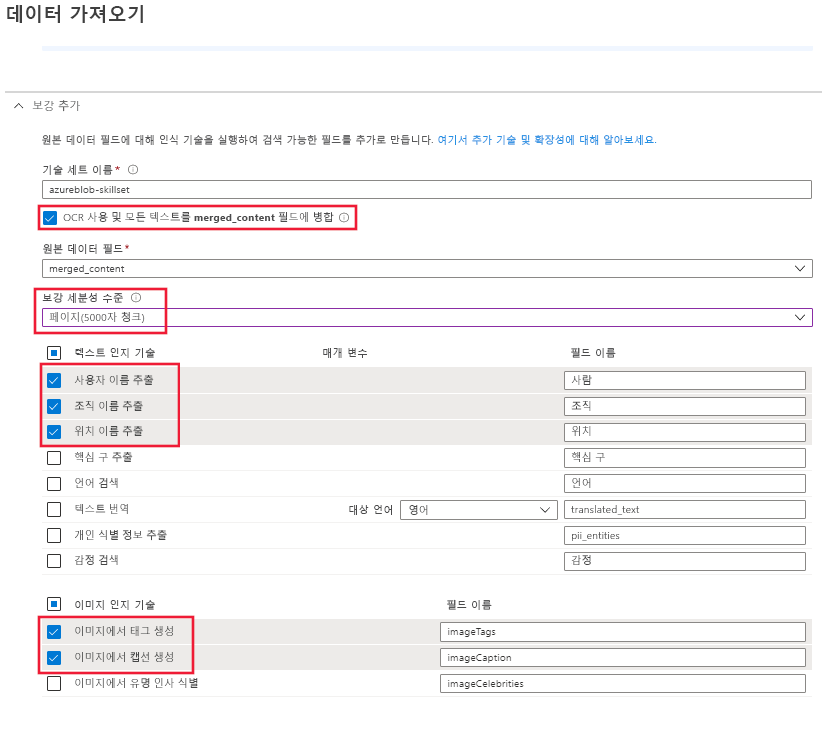 데이터 가져오기
보강 추가
원본 데이터 필드에 대해 인식 기술을 실행하여 검색 가능한 필드를 추가로 만듭니다. 여기서 추가 기술 및 확장성에 대해 알아보세요.
기술 세트 이름*
azureblob-skillset
OCR 사용 및 모든 텍스트를 merged_content 필드에 병합
원본 데이터 필드*
merged_content
보강 세분성 수준
페이지(5000자 청크)
텍스트 인지 기술 매개 변수 필드 이름
사용자 이름 추출 사람
조직 이름 추출 조직
위치 이름 추출 위치
핵심 구 추출 핵심 구
언어 검색 언어
텍스트 번역 대상 언어 영어 translated_text
개인 식별 정보 추출 pii_entities
감정 검색 감정
이미지 인지 기술 필드 이름
이미지에서 태그 생성 imageTags
이미지에서 캡션 생성 imageCaption
이미지에서 유명 인사 식별 imageCelebrities